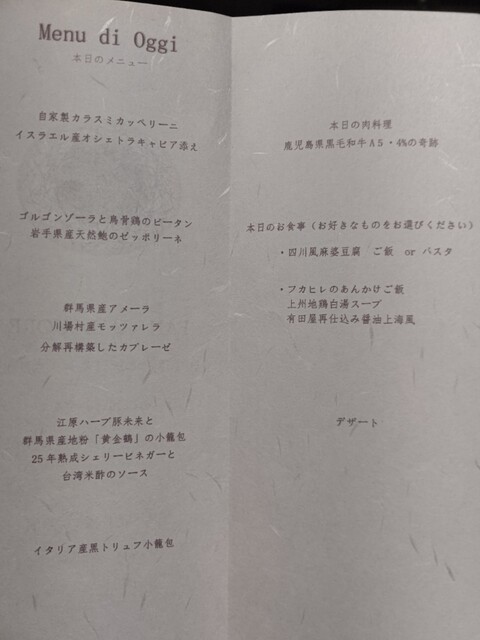 Menu di Oggi
本日のメニュー
自家製カラスミカッペリーニ
イスラエル産オシェトラキャビア添え
ゴルゴンゾーラと烏骨鶏のピータン
岩手県産天然鮑のゼッポリーネ
群馬県産アメーラ
川場村産モッツァレラ
分解再構築したカプレーゼ
江原ハーブ豚未来と
群馬県産地粉「黄金鶴」の小籠包
25年熟成シェリービネガーと
台湾米酢のソース
イタリア産黒トリュフ小籠包
本日の肉料理
鹿児島県黒毛和牛A5・4%の奇跡
本日のお食事(お好きなものをお選びください)
・四川風麻婆豆腐 ご飯 or パスタ
・フカヒレのあんかけご飯
上州地鶏白湯スープ
有田屋再仕込み醤油上海風
デザート